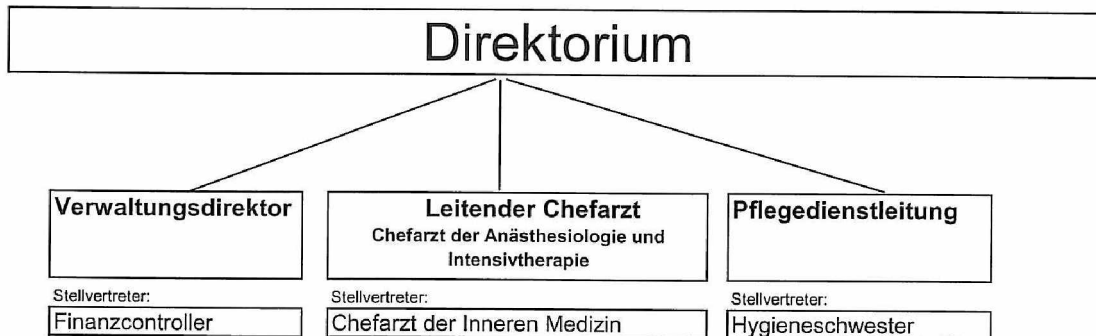 Direktorium
Verwaltungsdirektor
Leitender Chefarzt
Chefarzt der Anästhesiologie und
Intensivtherapie
Pflegedienstleitung
Stellvertreter:
Finanzcontroller
Stellvertreter:
Chefarzt der Inneren Medizin
Stellvertreter:
Hygieneschwester